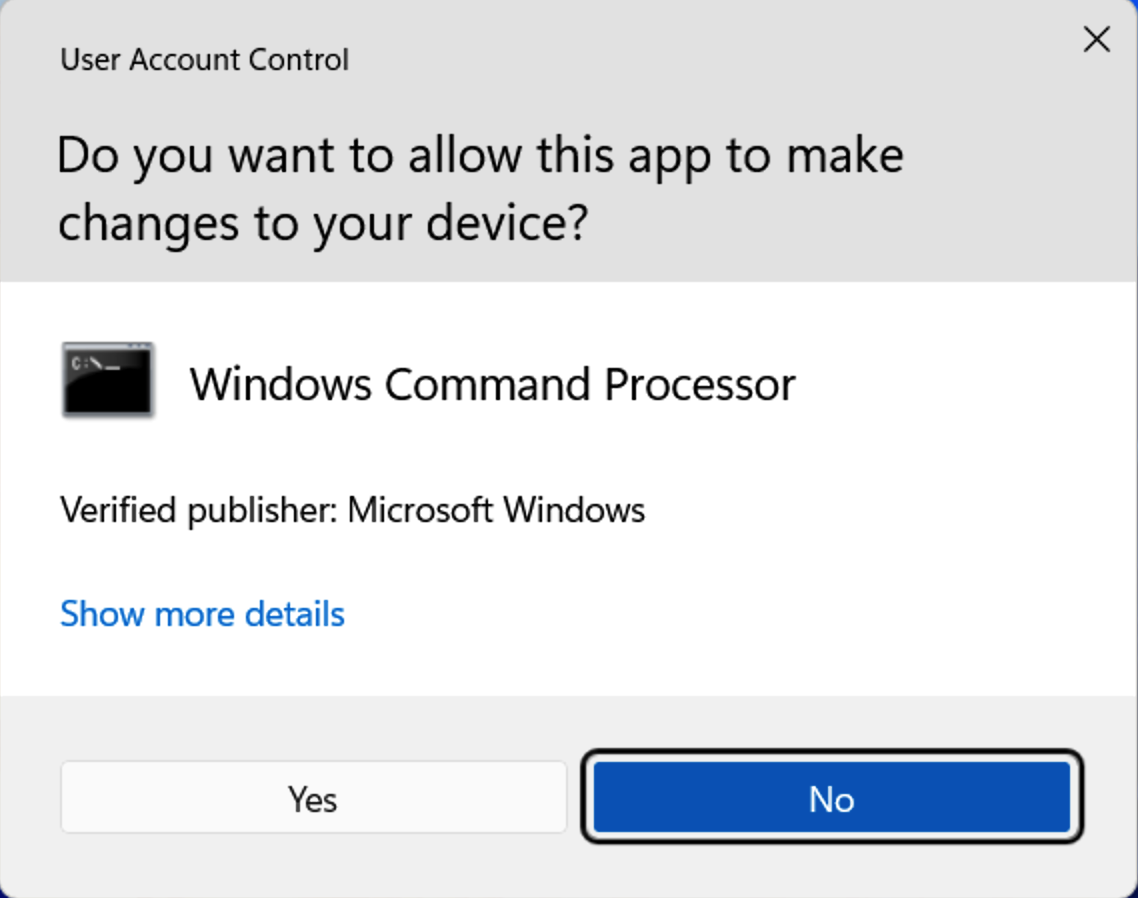 User Account Control
Do you want to allow this app to make
changes to your device?
C:\_
Windows Command Processor
Verified publisher: Microsoft Windows
Show more details
Yes
No